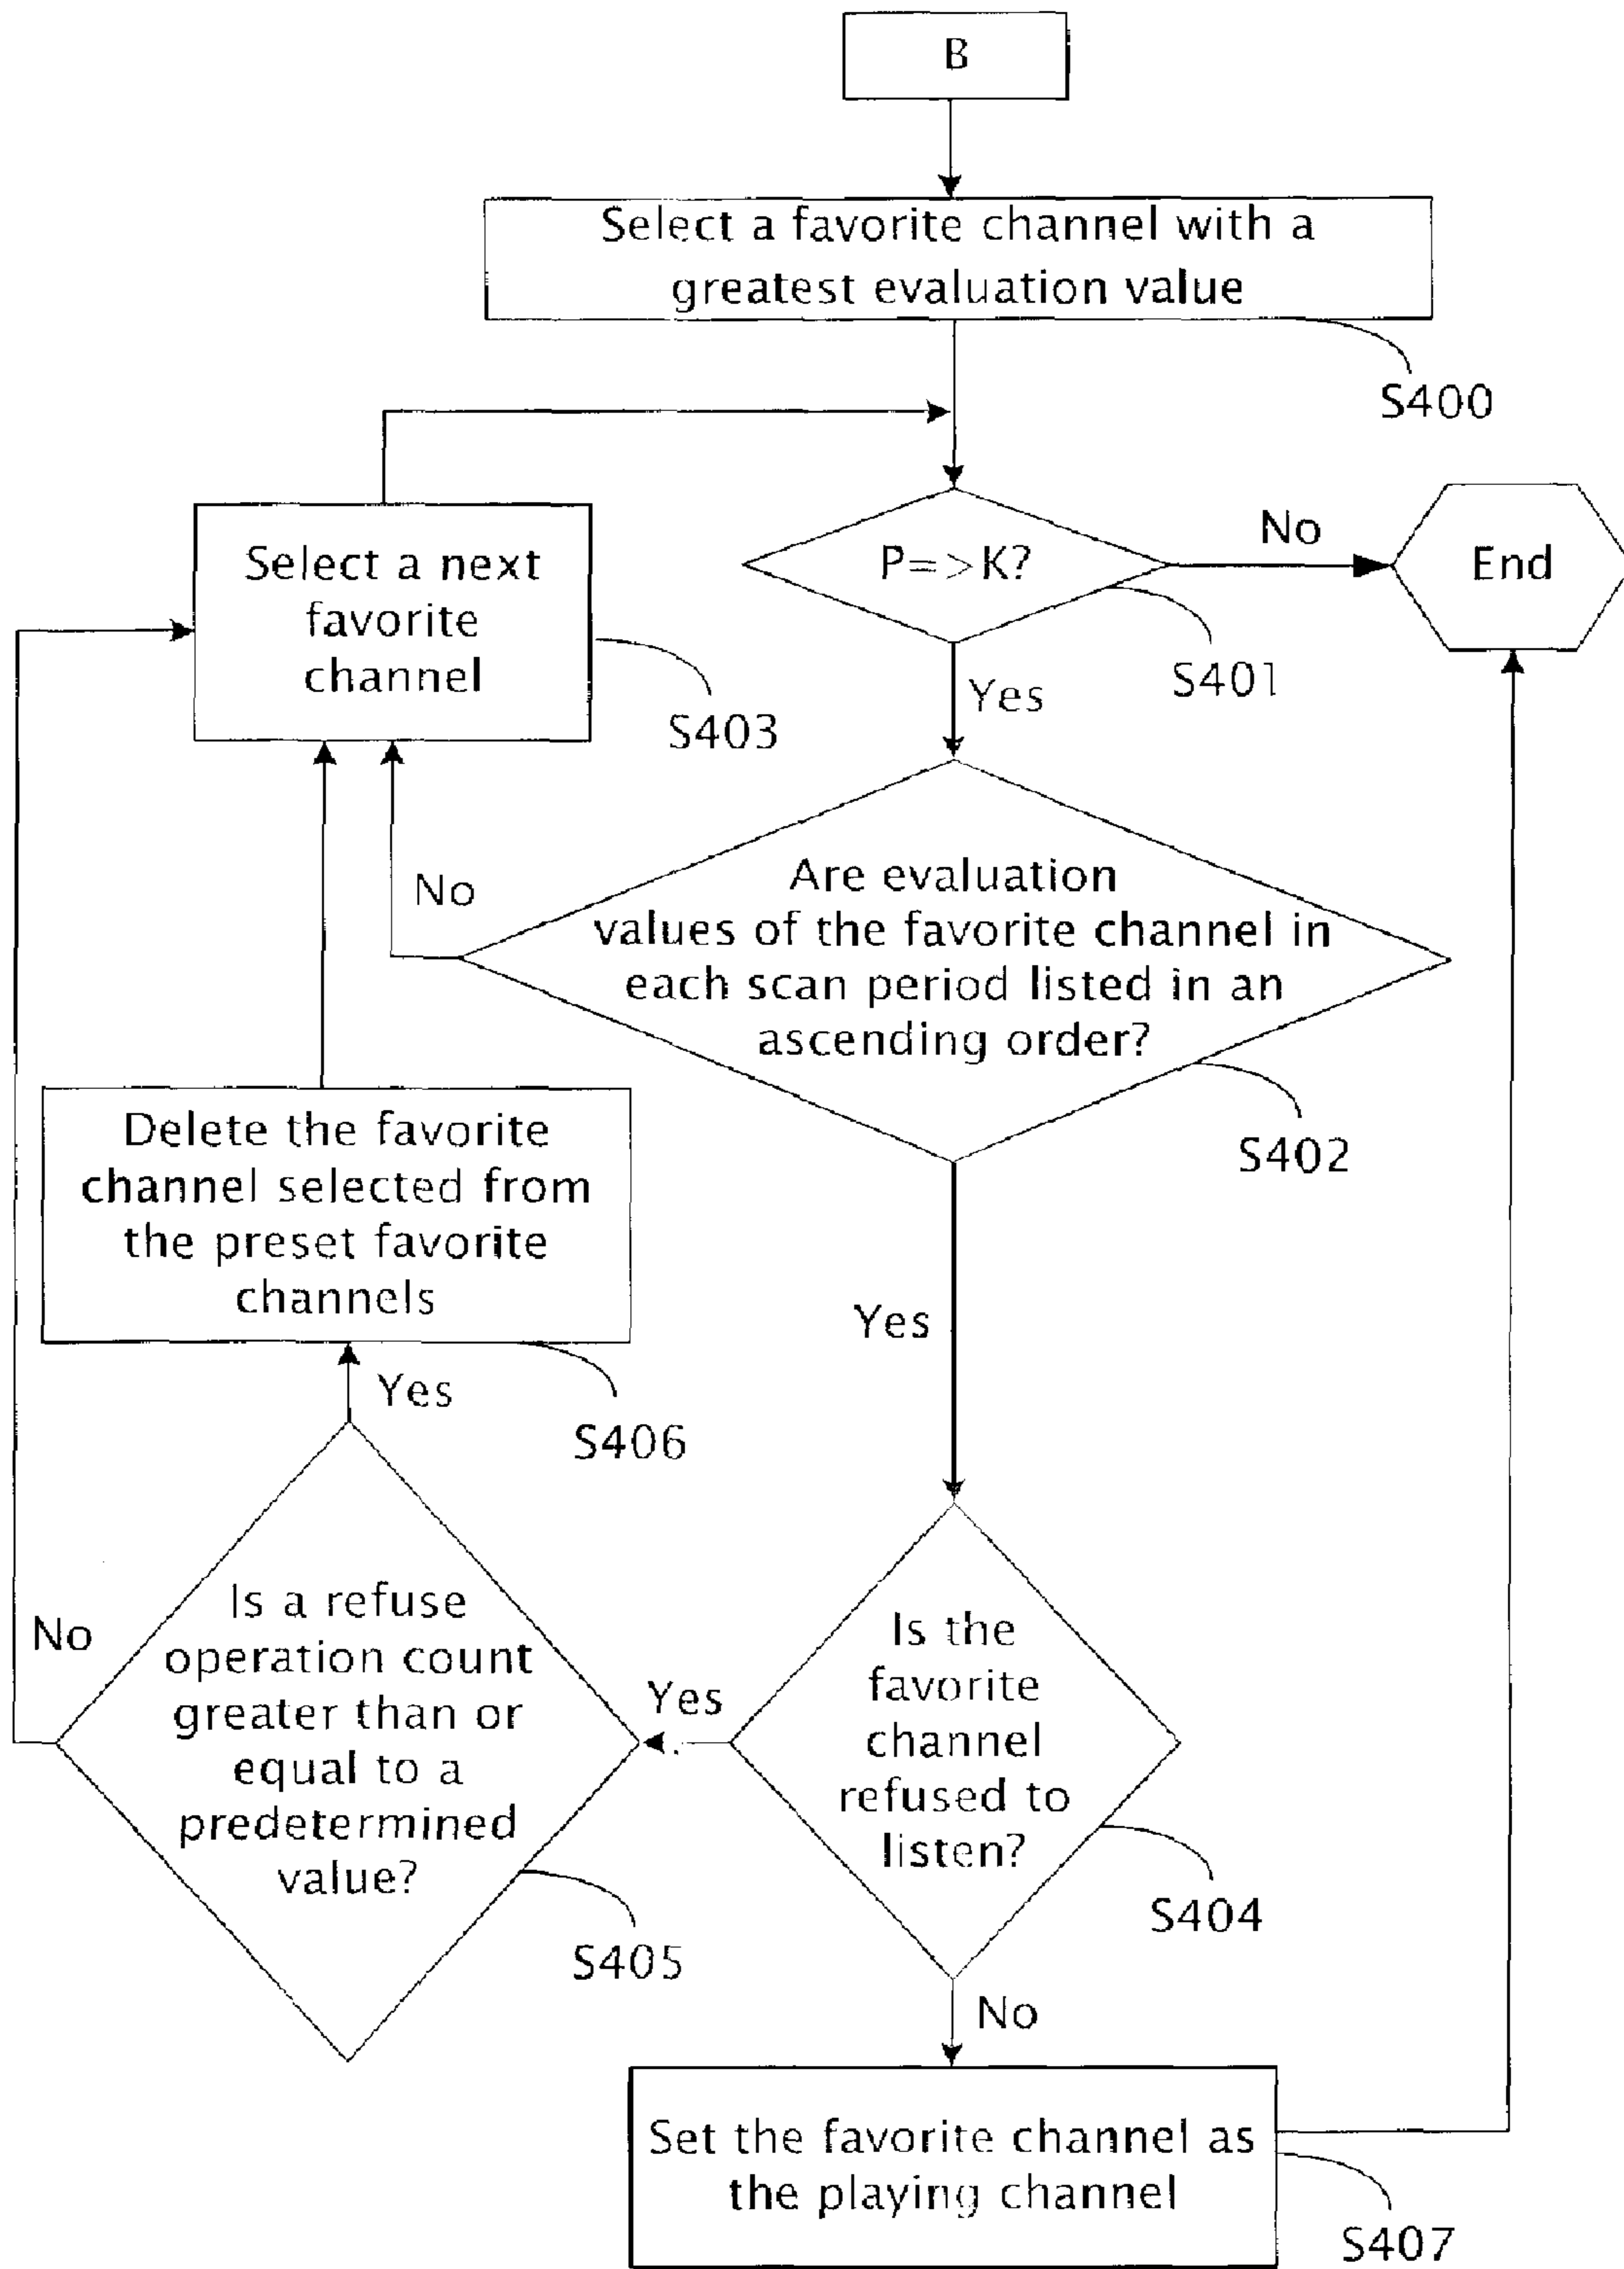 B
Select a favorite channel with a
greatest evaluation value
S400
Select a next
favorite
channel
S403
P=>K?
No
End
S401
Yes
Are evaluation
values of the favorite channel in
each scan period listed in an
ascending order?
No
S402
Delete the favorite
channel selected from
the preset favorite
channels
Yes
Yes
S406
Is a refuse
operation count
greater than or
equal to a
predetermined
value?
No
S405
Yes
Is the
favorite
channel
refused to
listen?
S404
No
Set the favorite channel as
the playing channel
S407